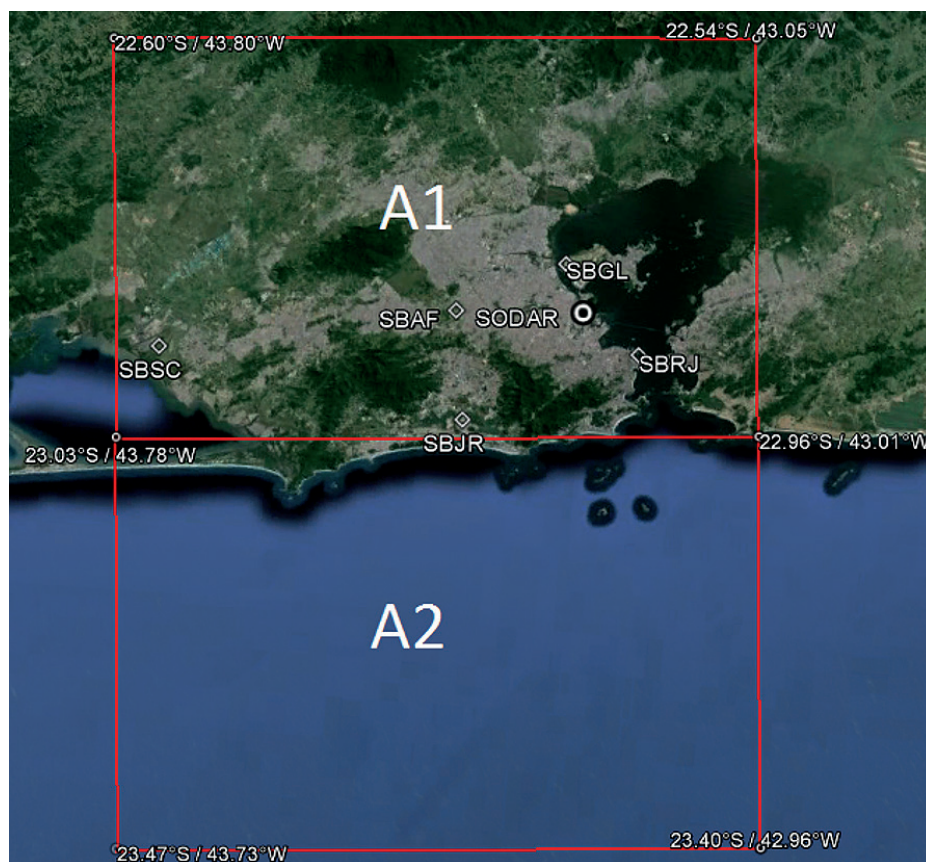 22.60°S / 43.80°W
22.54°S / 43.05°W
A1
SBGL
SBAF
SODAR
SBSC
SBRJ
SBJR
23.03°S / 43.78°W
22.96°S / 43.01°W
A2
23.47°S / 43.73°W
23.40°S / 42.96°W